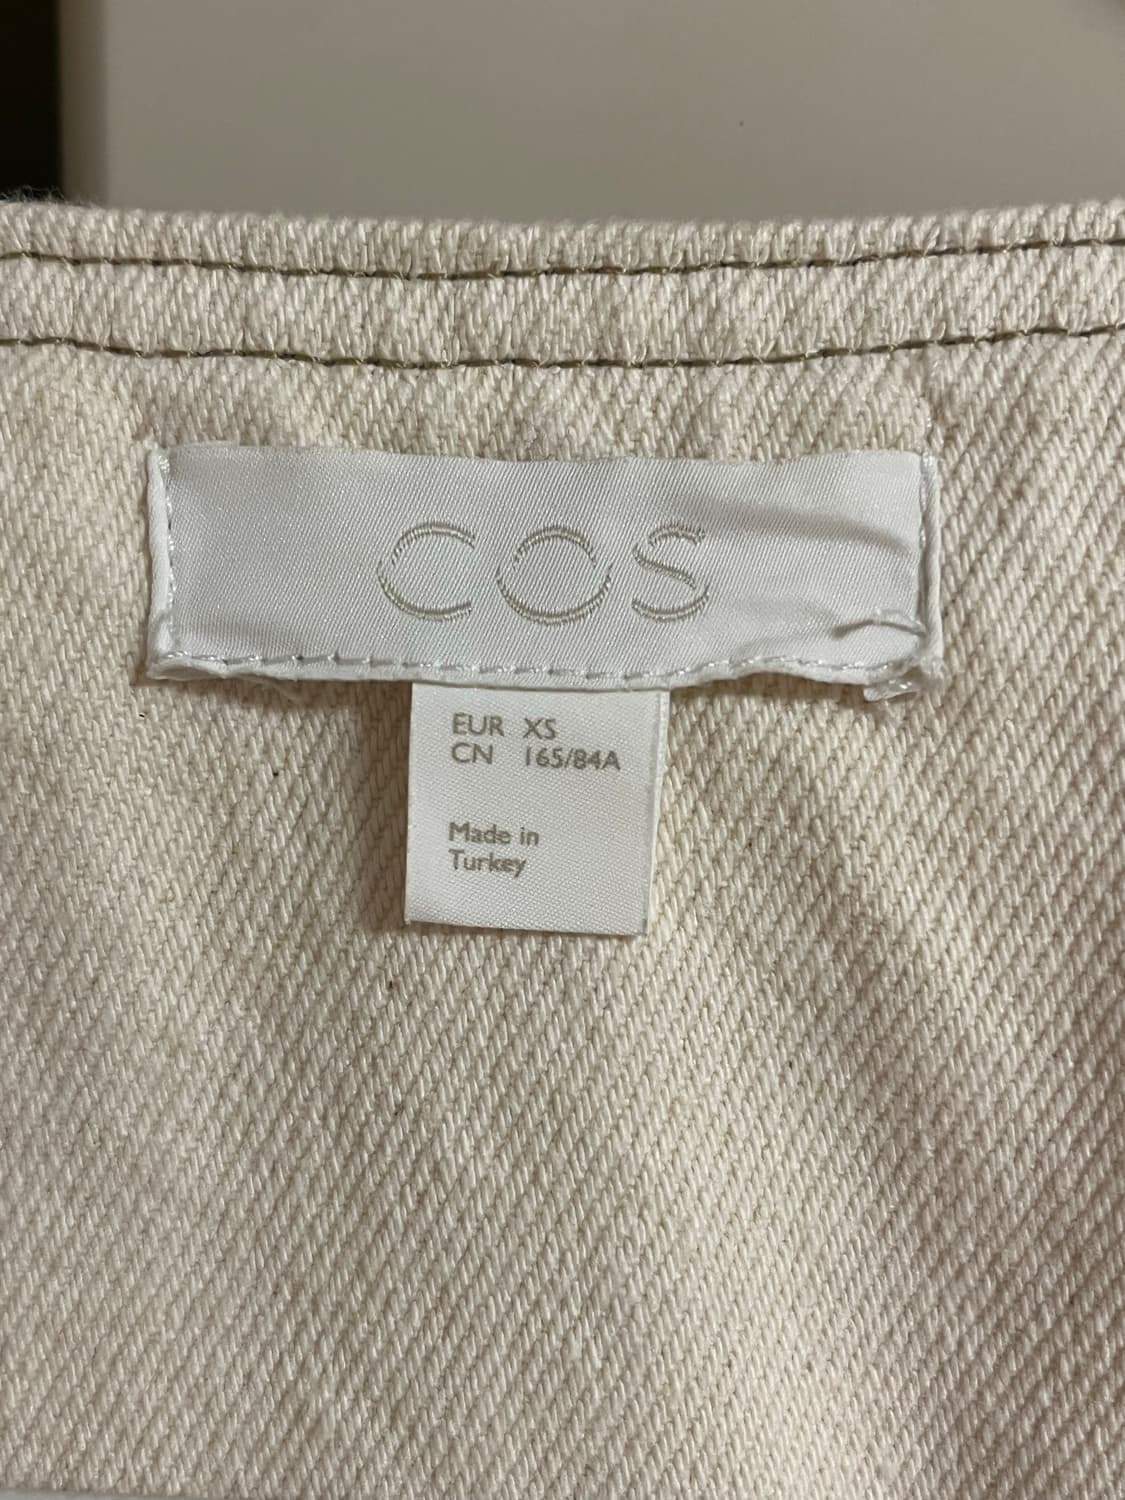 COS
EUR XS
CN 165/84A
Made in
Turkey